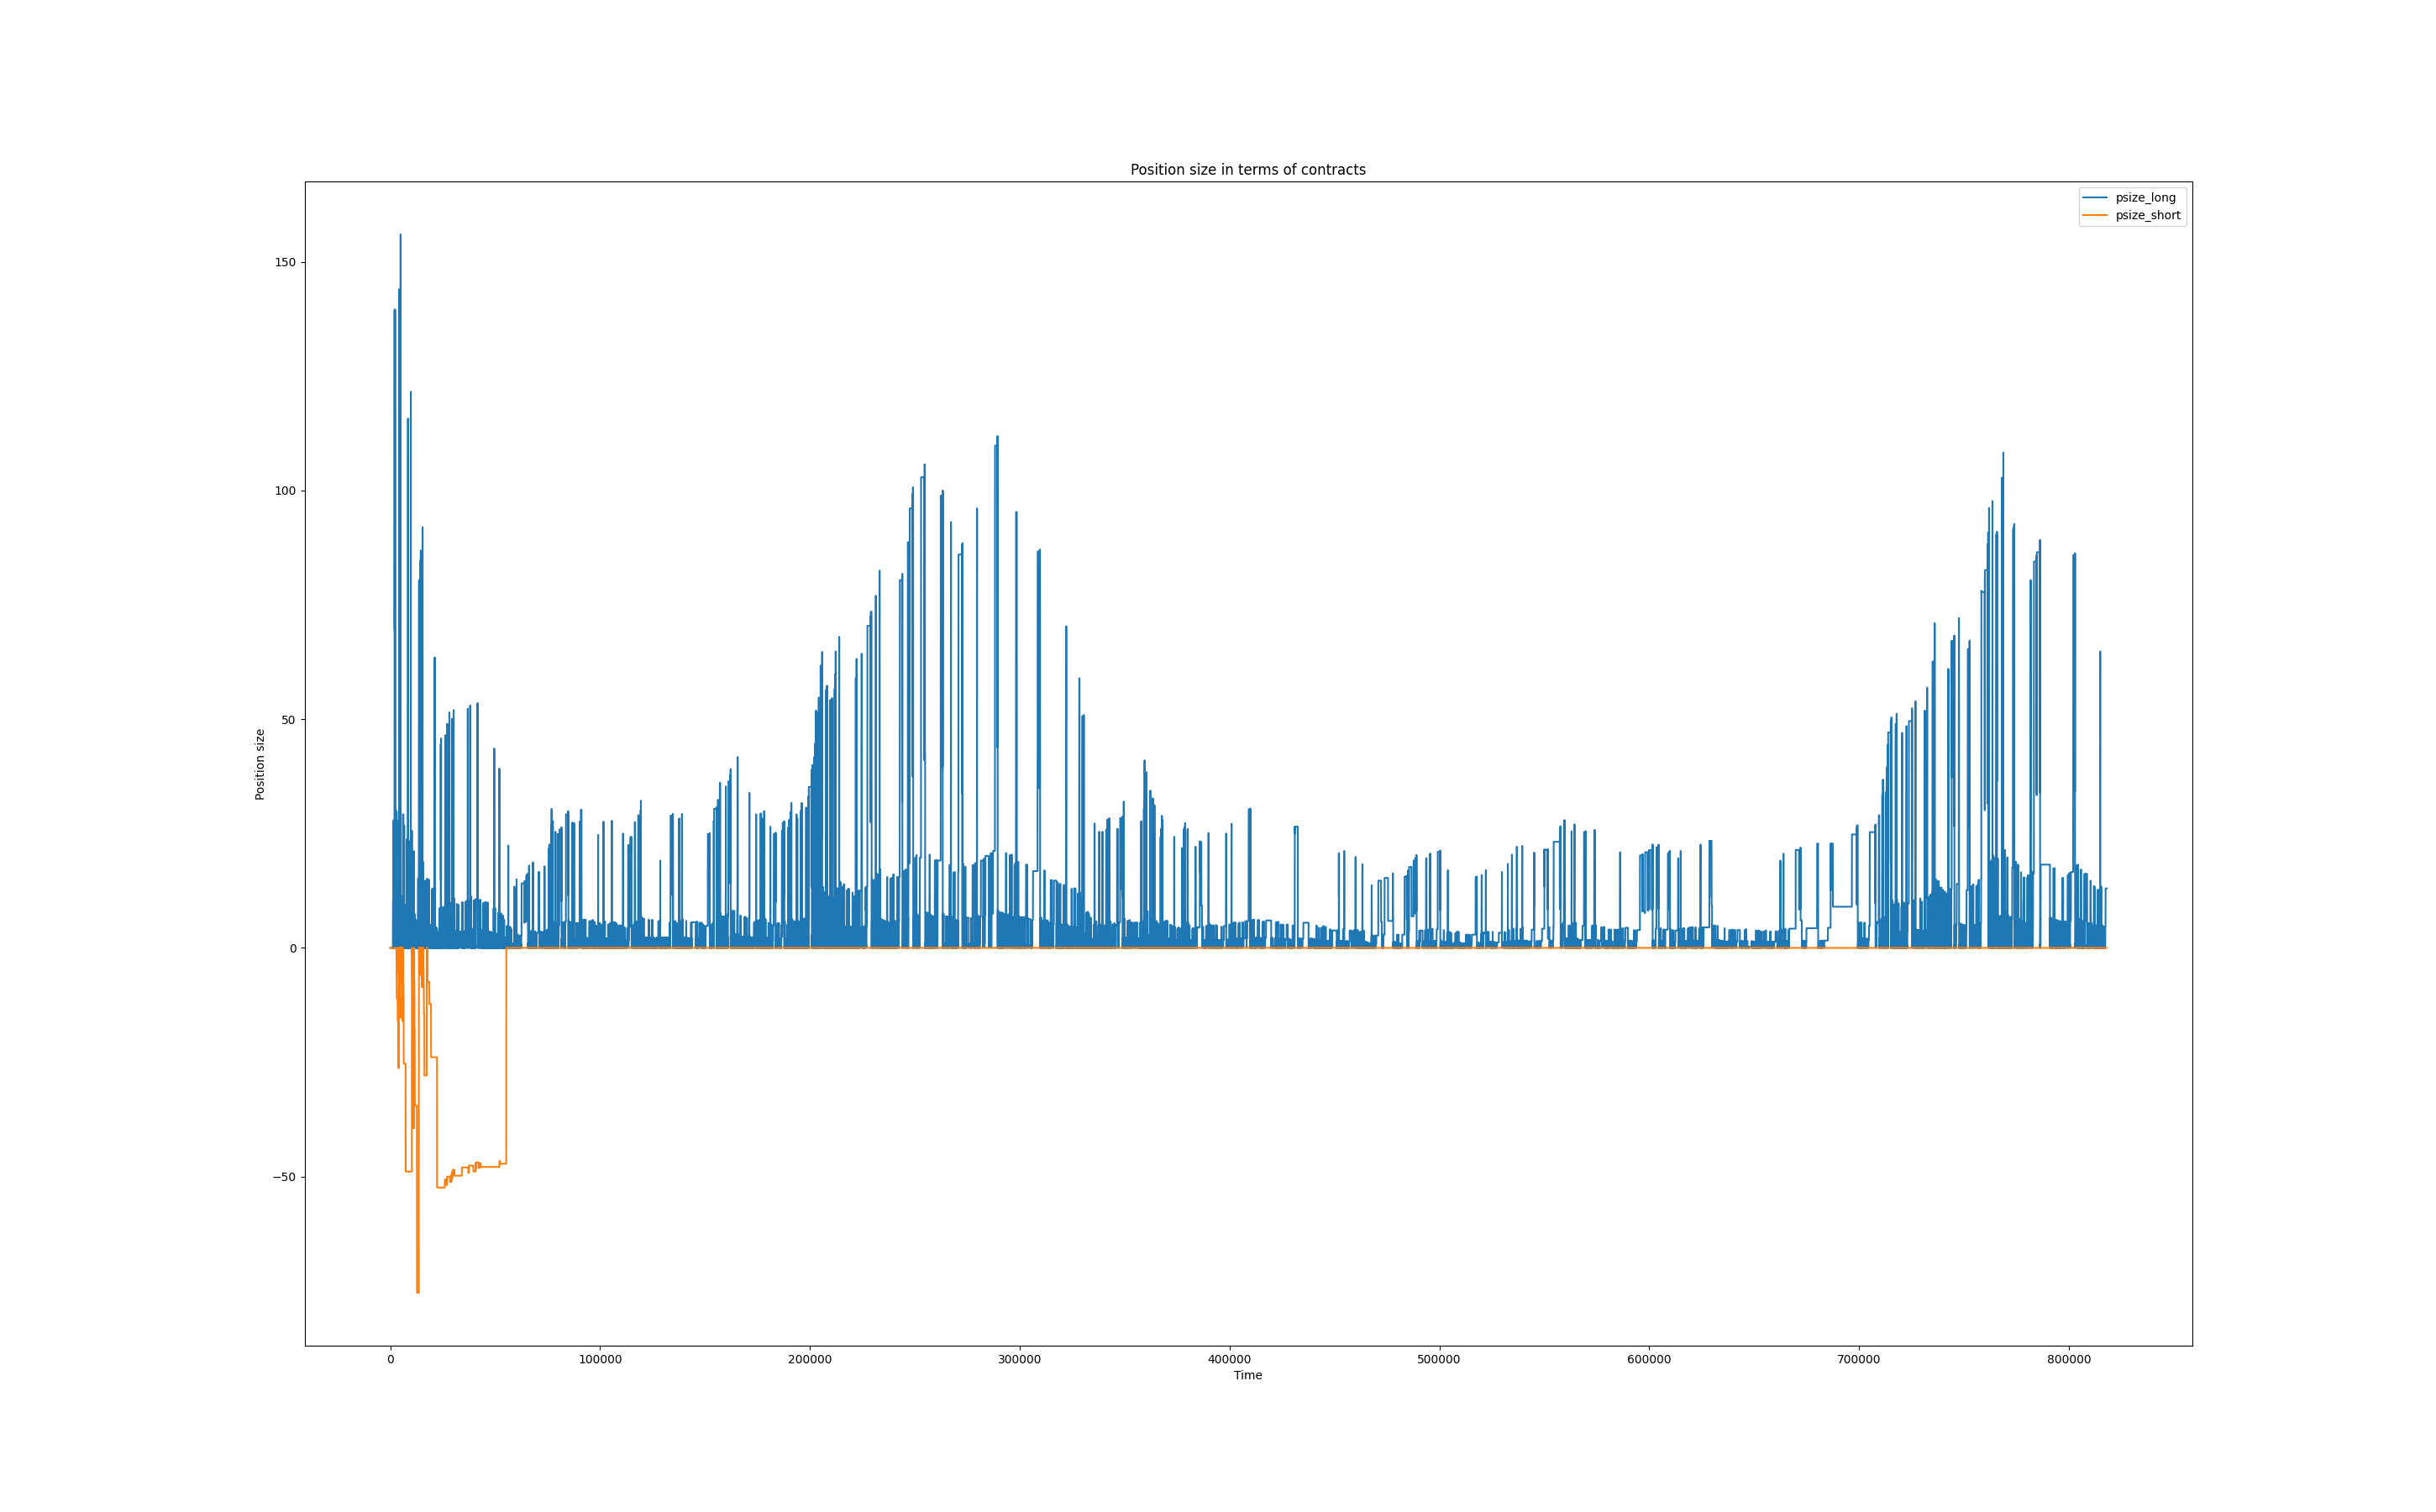 Position size in terms of contracts
psize_long
psize_short
150
100
50
0
−50
Position size
0
100000
200000
300000
400000
500000
600000
700000
800000
Time